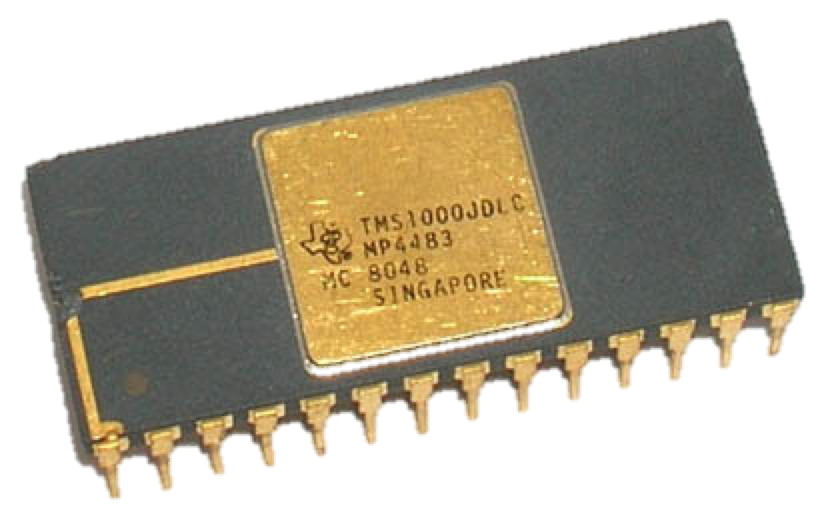 TMS1000JDLC
MP4483
MC 8048
SINGAPORE